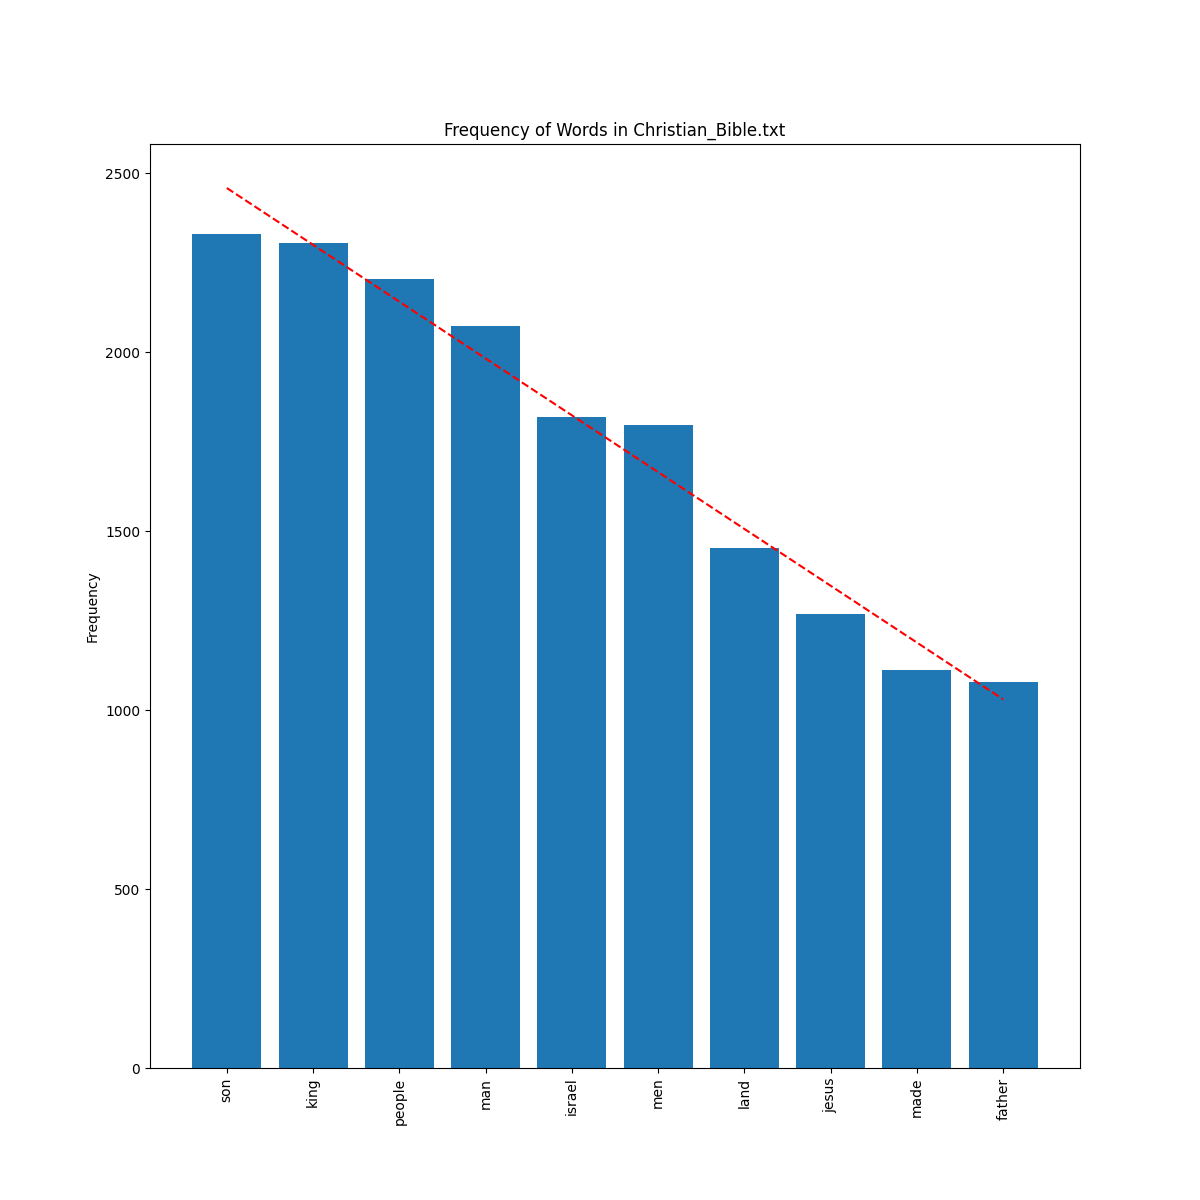 Frequency of Words in Christian_Bible.txt
2500
2000
1500
1000
500
0
Frequency
son
king
people
man
israel
men
land
jesus
made
father